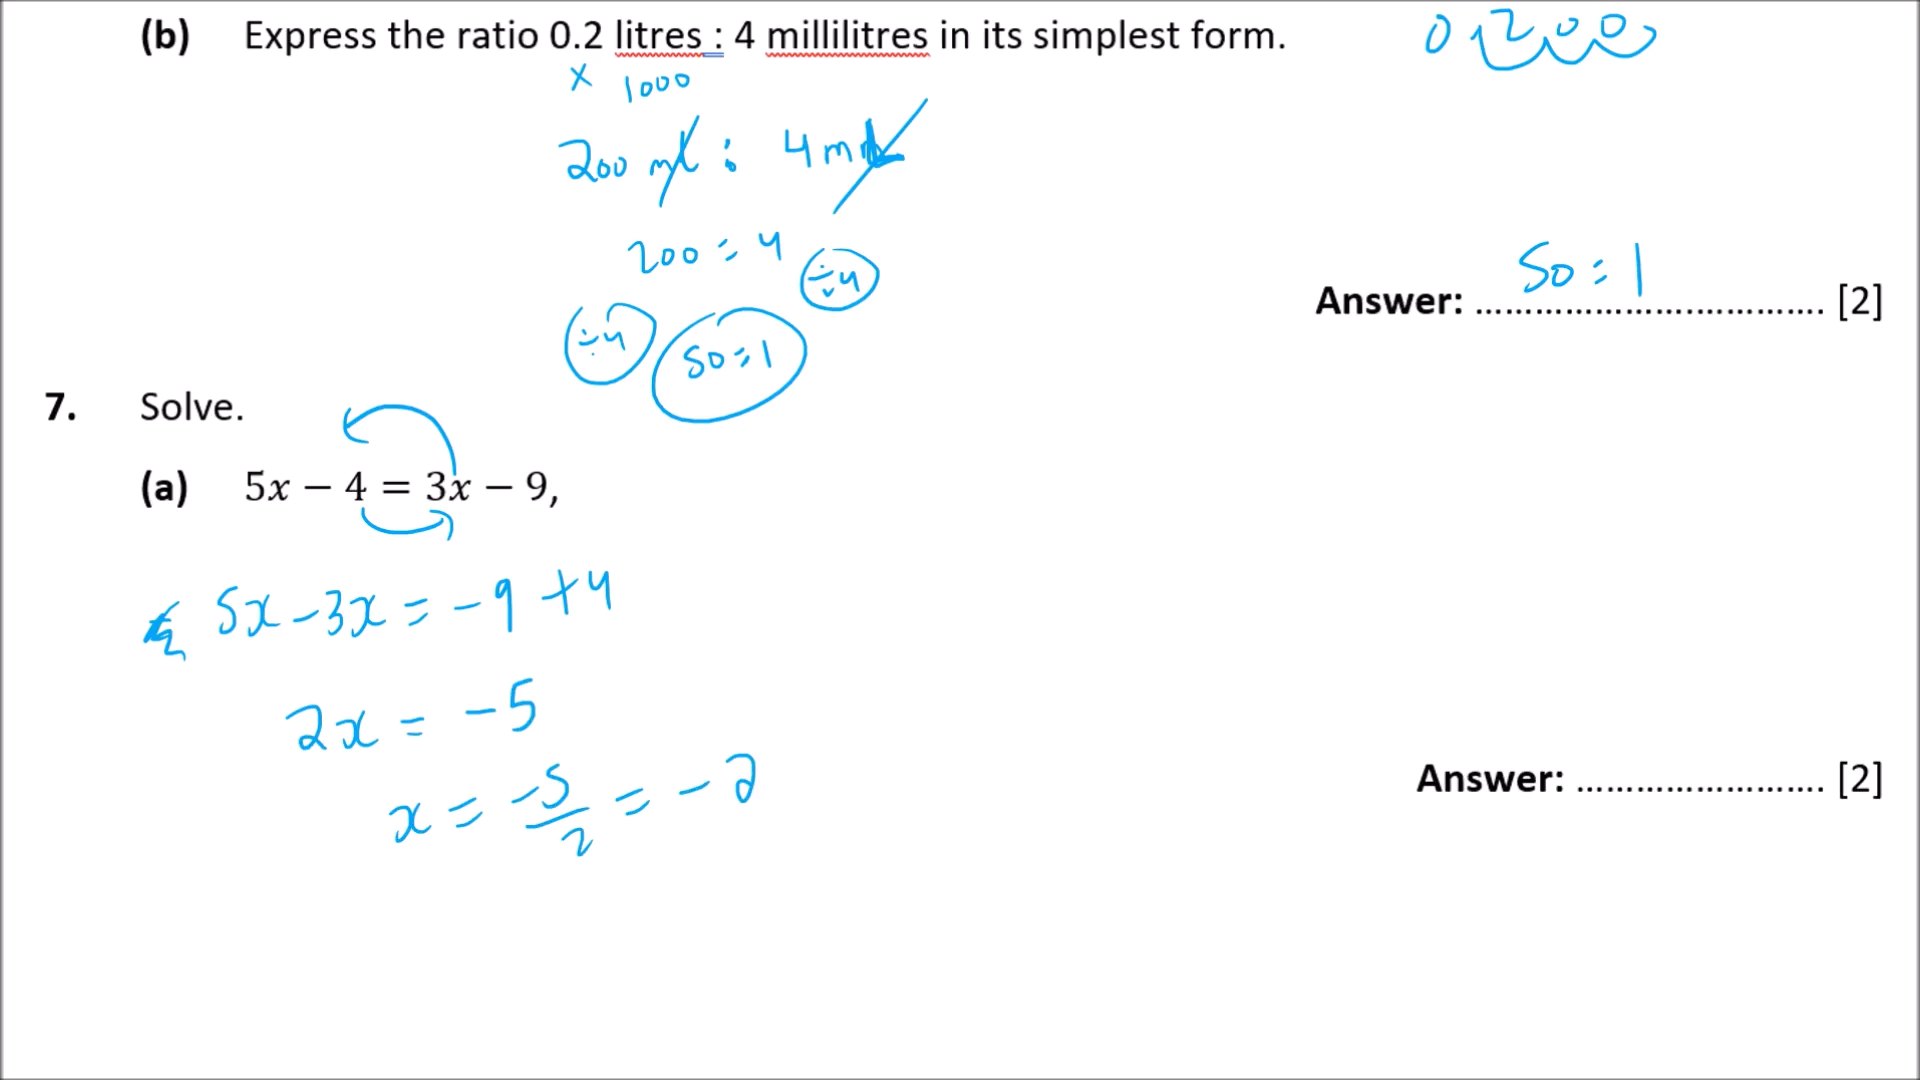 (b) Express the ratio 0.2 litres : 4 millilitres in its simplest form.
0.200
× 1000
200 ml : 4 ml
200 : 4
÷4
÷4
50 : 1
50 : 1
Answer: .................................. [2]
7. Solve.
(a) 5x − 4 = 3x − 9,
5x − 3x = −9 + 4
2x = −5
x = −5/2 = −2
Answer: ........................ [2]